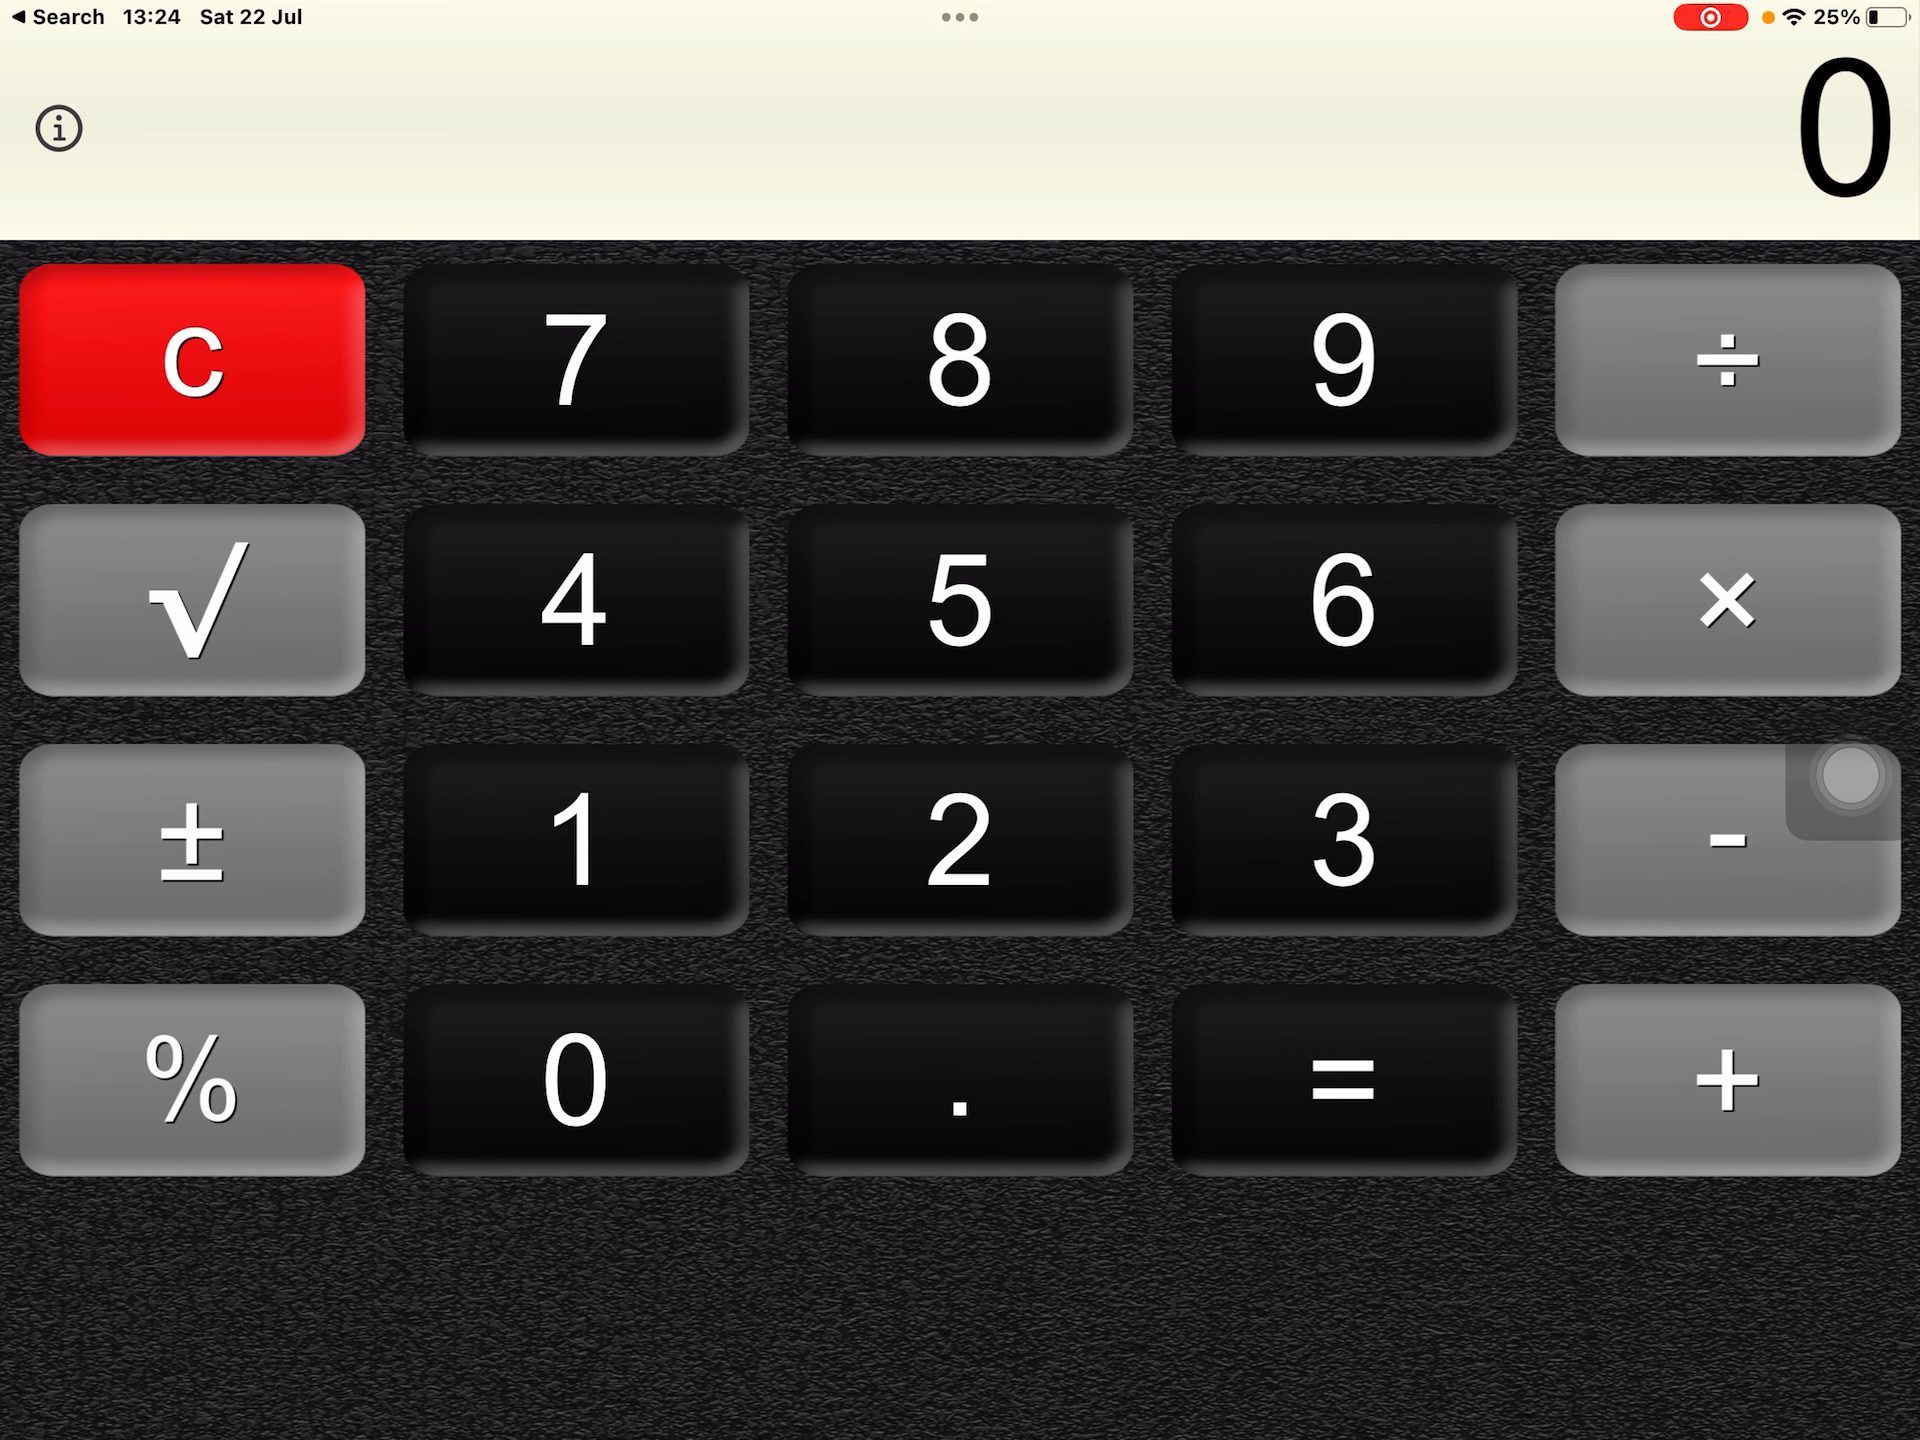 Search 13:24 Sat 22 Jul 25%
0
C 7 8 9 ÷
√ 4 5 6 ×
± 1 2 3 -
% 0 . = +